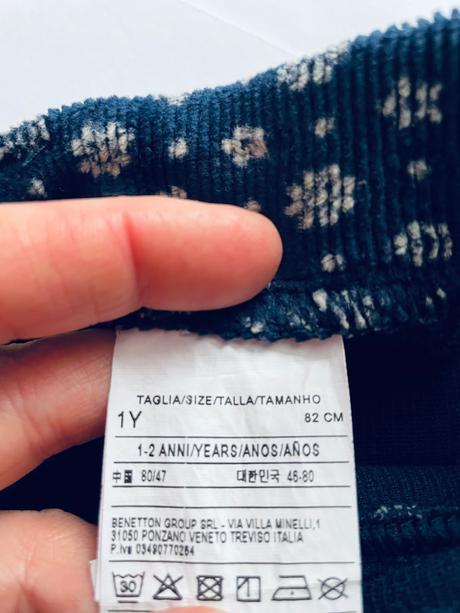 TAGLIA/SIZE/TALLA/TAMANHO
1Y 82 CM
1-2 ANNI/YEARS/ANOS/AÑOS
中国 80/47 대한민국 46-80
BENETTON GROUP SRL - VIA VILLA MINELLI,1
31050 PONZANO VENETO TREVISO ITALIA
P.Iva 03490770264
30